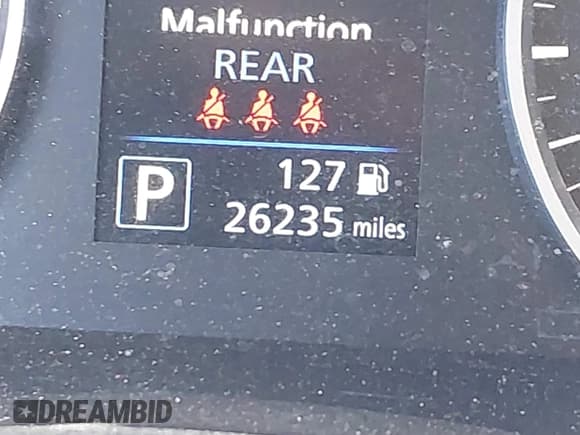 Malfunction
REAR
P
127
26235 miles
DREAMBID